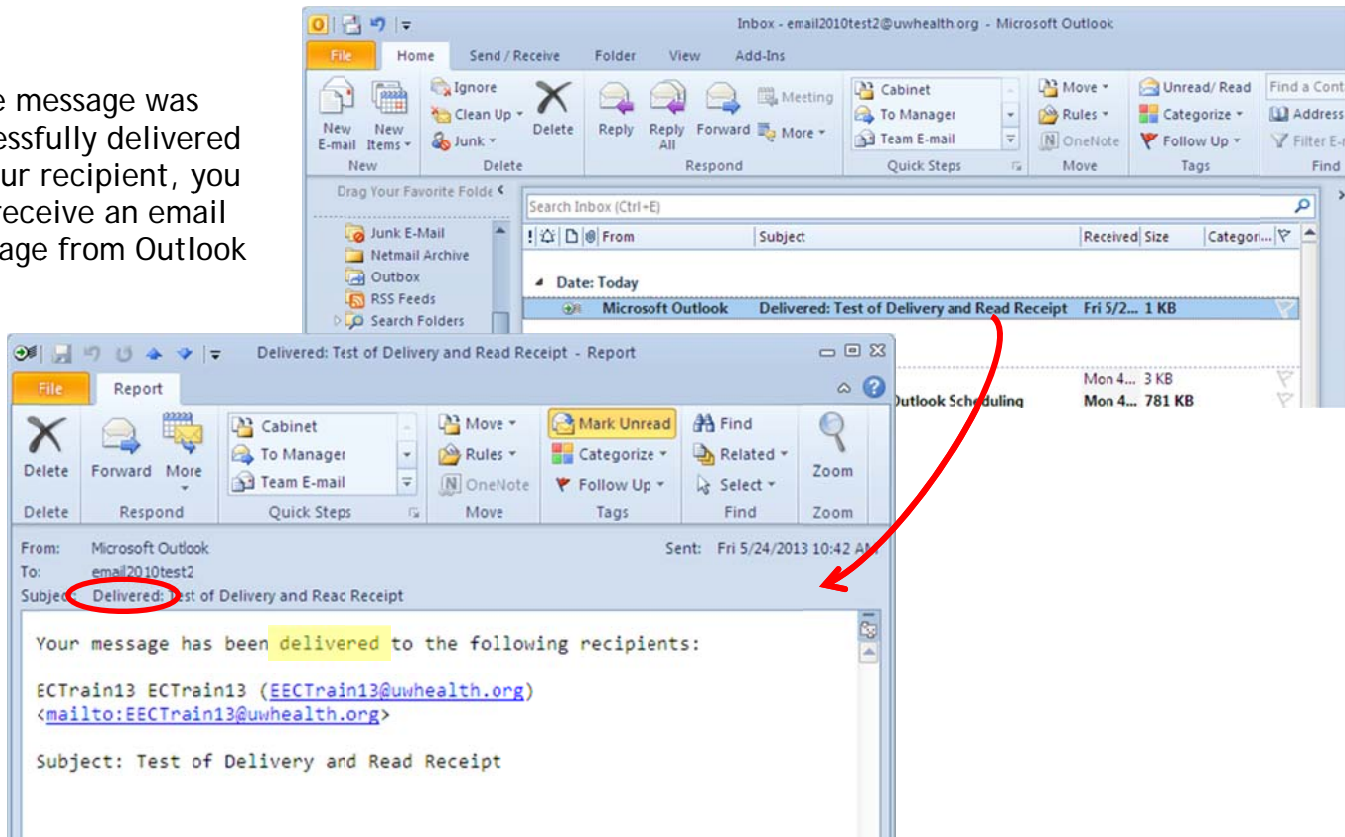 e message was
essfully delivered
our recipient, you
receive an email
age from Outlook
Inbox - email2010test2@uwhealth.org - Microsoft Outlook
File Home Send / Receive Folder View Add-Ins
New E-mail
New Items
Ignore
Clean Up
Junk
Delete
Reply
Reply All
Forward
Meeting
More
Cabinet
To Manager
Team E-mail
Move
Rules
OneNote
Unread/ Read
Categorize
Follow Up
Find a Cont
Address
Filter E-
New Delete Respond Quick Steps Move Tags Find
Drag Your Favorite Folde
Junk E-Mail
Netmail Archive
Outbox
RSS Feeds
Search Folders
Search Inbox (Ctrl+E)
! From Subject Received Size Categori...
Date: Today
Microsoft Outlook Delivered: Test of Delivery and Read Receipt Fri 5/2... 1 KB
Mon 4... 3 KB
Outlook Scheduling Mon 4... 781 KB
Delivered: Test of Delivery and Read Receipt - Report
File Report
Delete
Forward
More
Cabinet
To Manager
Team E-mail
Move
Rules
OneNote
Mark Unread
Categorize
Follow Up
Find
Related
Select
Zoom
Delete Respond Quick Steps Move Tags Find Zoom
From: Microsoft Outlook Sent: Fri 5/24/2013 10:42 AM
To: email2010test2
Subject: Delivered: Test of Delivery and Read Receipt
Your message has been delivered to the following recipients:
ECTrain13 ECTrain13 (EECTrain13@uwhealth.org)
<mailto:EECTrain13@uwhealth.org>
Subject: Test of Delivery and Read Receipt